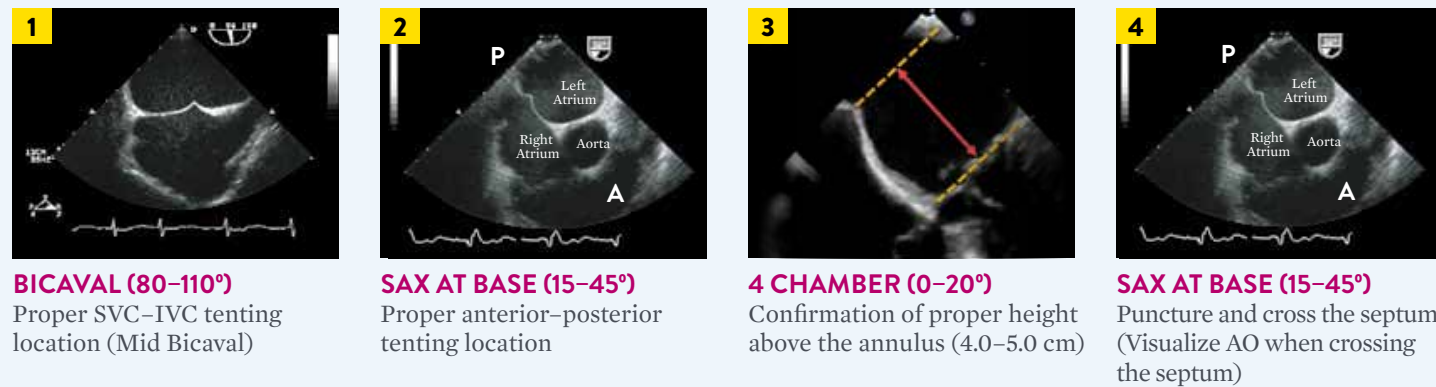 1
BICAVAL (80–110º)
Proper SVC–IVC tenting
location (Mid Bicaval)
2
P
Left
Atrium
Right
Atrium
Aorta
A
SAX AT BASE (15–45º)
Proper anterior–posterior
tenting location
3
4 CHAMBER (0–20º)
Confirmation of proper height
above the annulus (4.0–5.0 cm)
4
P
Left
Atrium
Right
Atrium
Aorta
A
SAX AT BASE (15–45º)
Puncture and cross the septum
(Visualize AO when crossing
the septum)